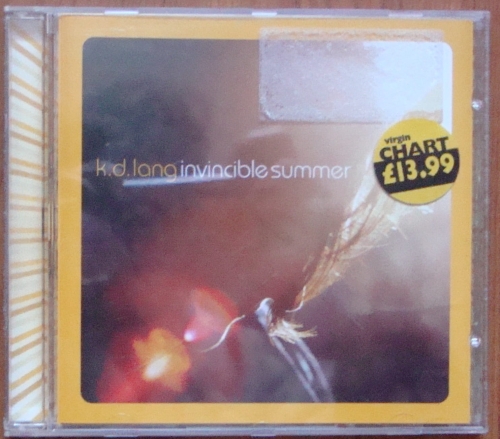 k.d.lang invincible summer
virgin
CHART
£13.99